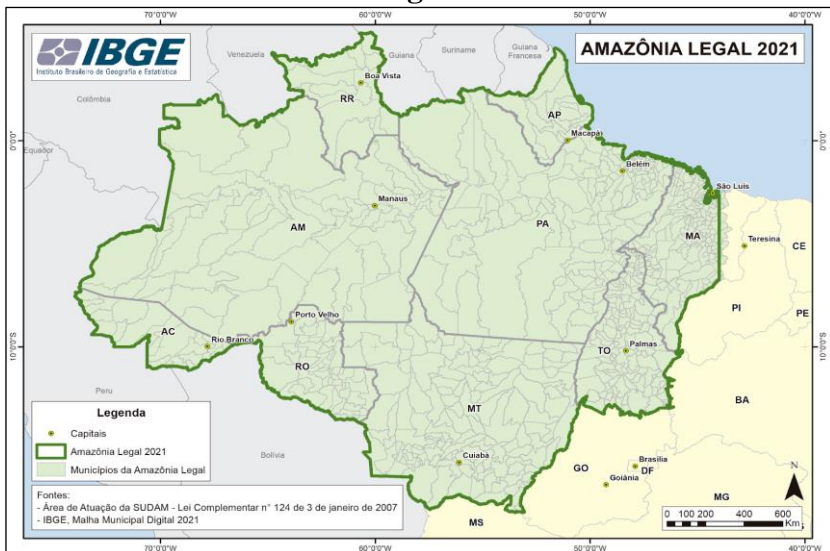 70°0'0"O
60°0'0"O
50°0'0"O
40°0'0"O
IBGE
Instituto Brasileiro de Geografia e Estatística
AMAZÔNIA LEGAL 2021
Venezuela
Guiana
Suriname
Guiana
Francesa
Colômbia
Boa Vista
RR
AP
Macapá
0°0'0"
0°0'0"
Equador
Belém
São Luis
Manaus
AM
PA
MA
Teresina
CE
PI
PE
Porto Velho
AC
Rio Branco
RO
TO
Palmas
10°0'0"S
10°0'0"S
Peru
MT
BA
Legenda
Capitais
Amazônia Legal 2021
Municípios da Amazônia Legal
Bolívia
Cuiabá
GO
Brasília
DF
Goiânia
N
Fontes:
- Área de Atuação da SUDAM - Lei Complementar n° 124 de 3 de janeiro de 2007
- IBGE, Malha Municipal Digital 2021
MS
MG
0 100 200 400 600
Km
70°0'0"O
60°0'0"O
50°0'0"O
40°0'0"O